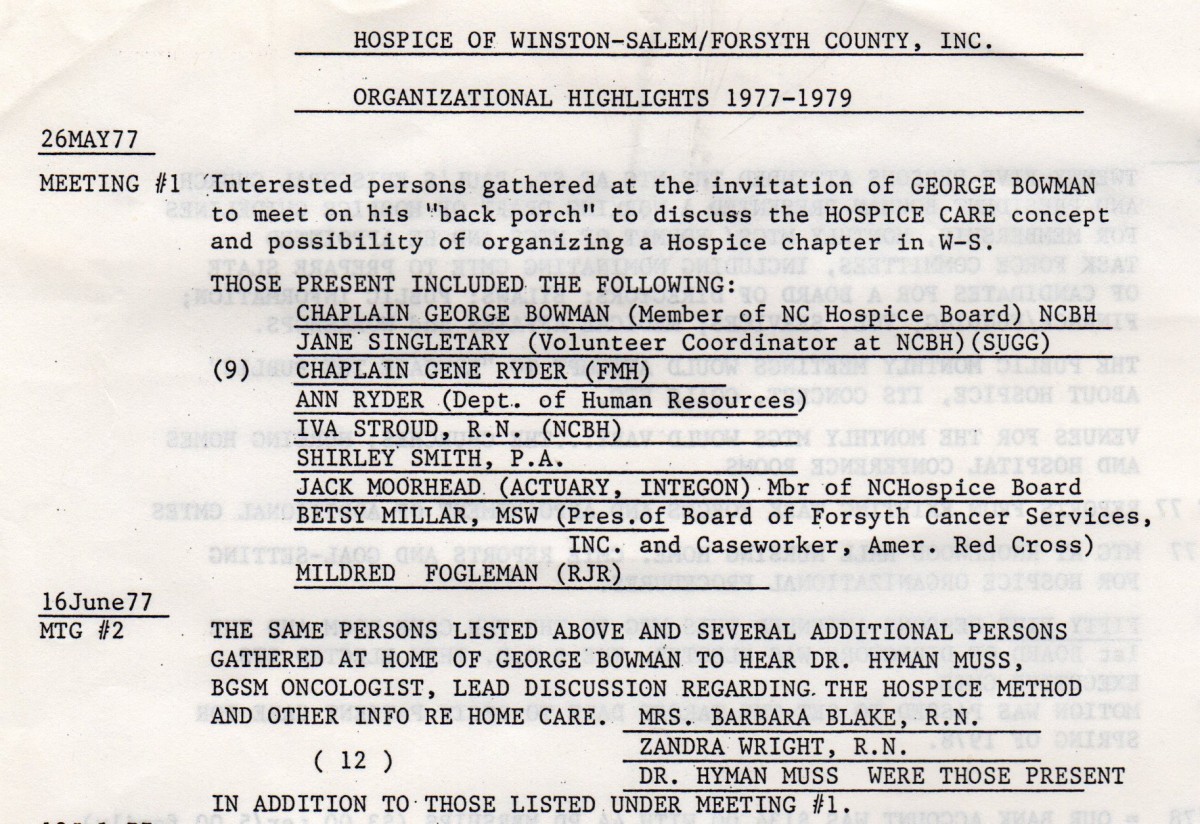 HOSPICE OF WINSTON-SALEM/FORSYTH COUNTY, INC.
ORGANIZATIONAL HIGHLIGHTS 1977-1979
26MAY77
MEETING #1 Interested persons gathered at the invitation of GEORGE BOWMAN
to meet on his "back porch" to discuss the HOSPICE CARE concept
and possibility of organizing a Hospice chapter in W-S.
THOSE PRESENT INCLUDED THE FOLLOWING:
CHAPLAIN GEORGE BOWMAN (Member of NC Hospice Board) NCBH
JANE SINGLETARY (Volunteer Coordinator at NCBH)(SUGG)
(9) CHAPLAIN GENE RYDER (FMH)
ANN RYDER (Dept. of Human Resources)
IVA STROUD, R.N. (NCBH)
SHIRLEY SMITH, P.A.
JACK MOORHEAD (ACTUARY, INTEGON) Mbr of NCHospice Board
BETSY MILLAR, MSW (Pres.of Board of Forsyth Cancer Services,
INC. and Caseworker, Amer. Red Cross)
MILDRED FOGLEMAN (RJR)
16June77
MTG #2 THE SAME PERSONS LISTED ABOVE AND SEVERAL ADDITIONAL PERSONS
GATHERED AT HOME OF GEORGE BOWMAN TO HEAR DR. HYMAN MUSS,
BGSM ONCOLOGIST, LEAD DISCUSSION REGARDING THE HOSPICE METHOD
AND OTHER INFO RE HOME CARE. MRS. BARBARA BLAKE, R.N.
ZANDRA WRIGHT, R.N.
( 12 )
DR. HYMAN MUSS WERE THOSE PRESENT
IN ADDITION TO THOSE LISTED UNDER MEETING #1.